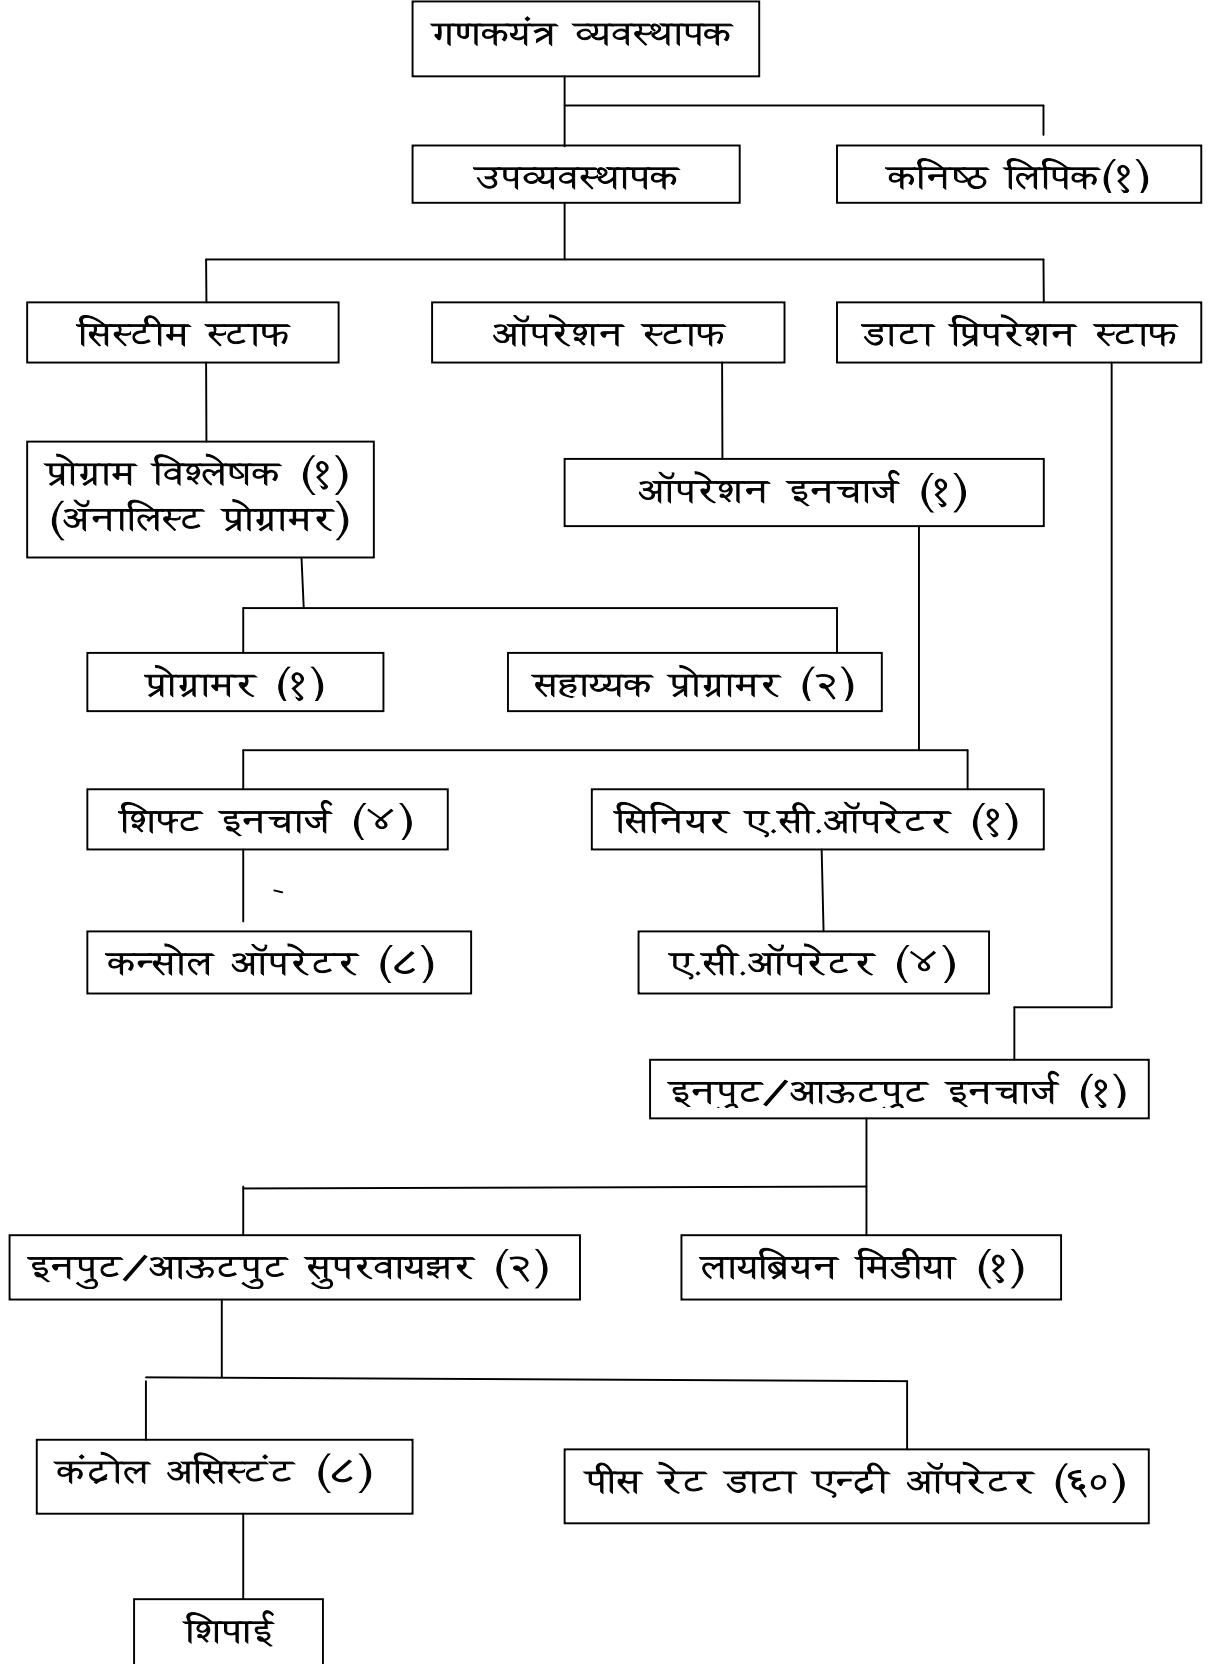 गणकयंत्र व्यवस्थापक
उपव्यवस्थापक
कनिष्ठ लिपिक(१)
सिस्टीम स्टाफ
ऑपरेशन स्टाफ
डाटा प्रिपरेशन स्टाफ
प्रोग्राम विश्लेषक (१)
(ॲनालिस्ट प्रोग्रामर)
ऑपरेशन इनचार्ज (१)
प्रोग्रामर (१)
सहाय्यक प्रोग्रामर (२)
शिफ्ट इनचार्ज (४)
सिनियर ए.सी.ऑपरेटर (१)
कन्सोल ऑपरेटर (८)
ए.सी.ऑपरेटर (४)
इनपुट/आऊटपुट इनचार्ज (१)
इनपुट/आऊटपुट सुपरवायझर (२)
लायब्रियन मिडीया (१)
कंट्रोल असिस्टंट (८)
पीस रेट डाटा एन्ट्री ऑपरेटर (६०)
शिपाई